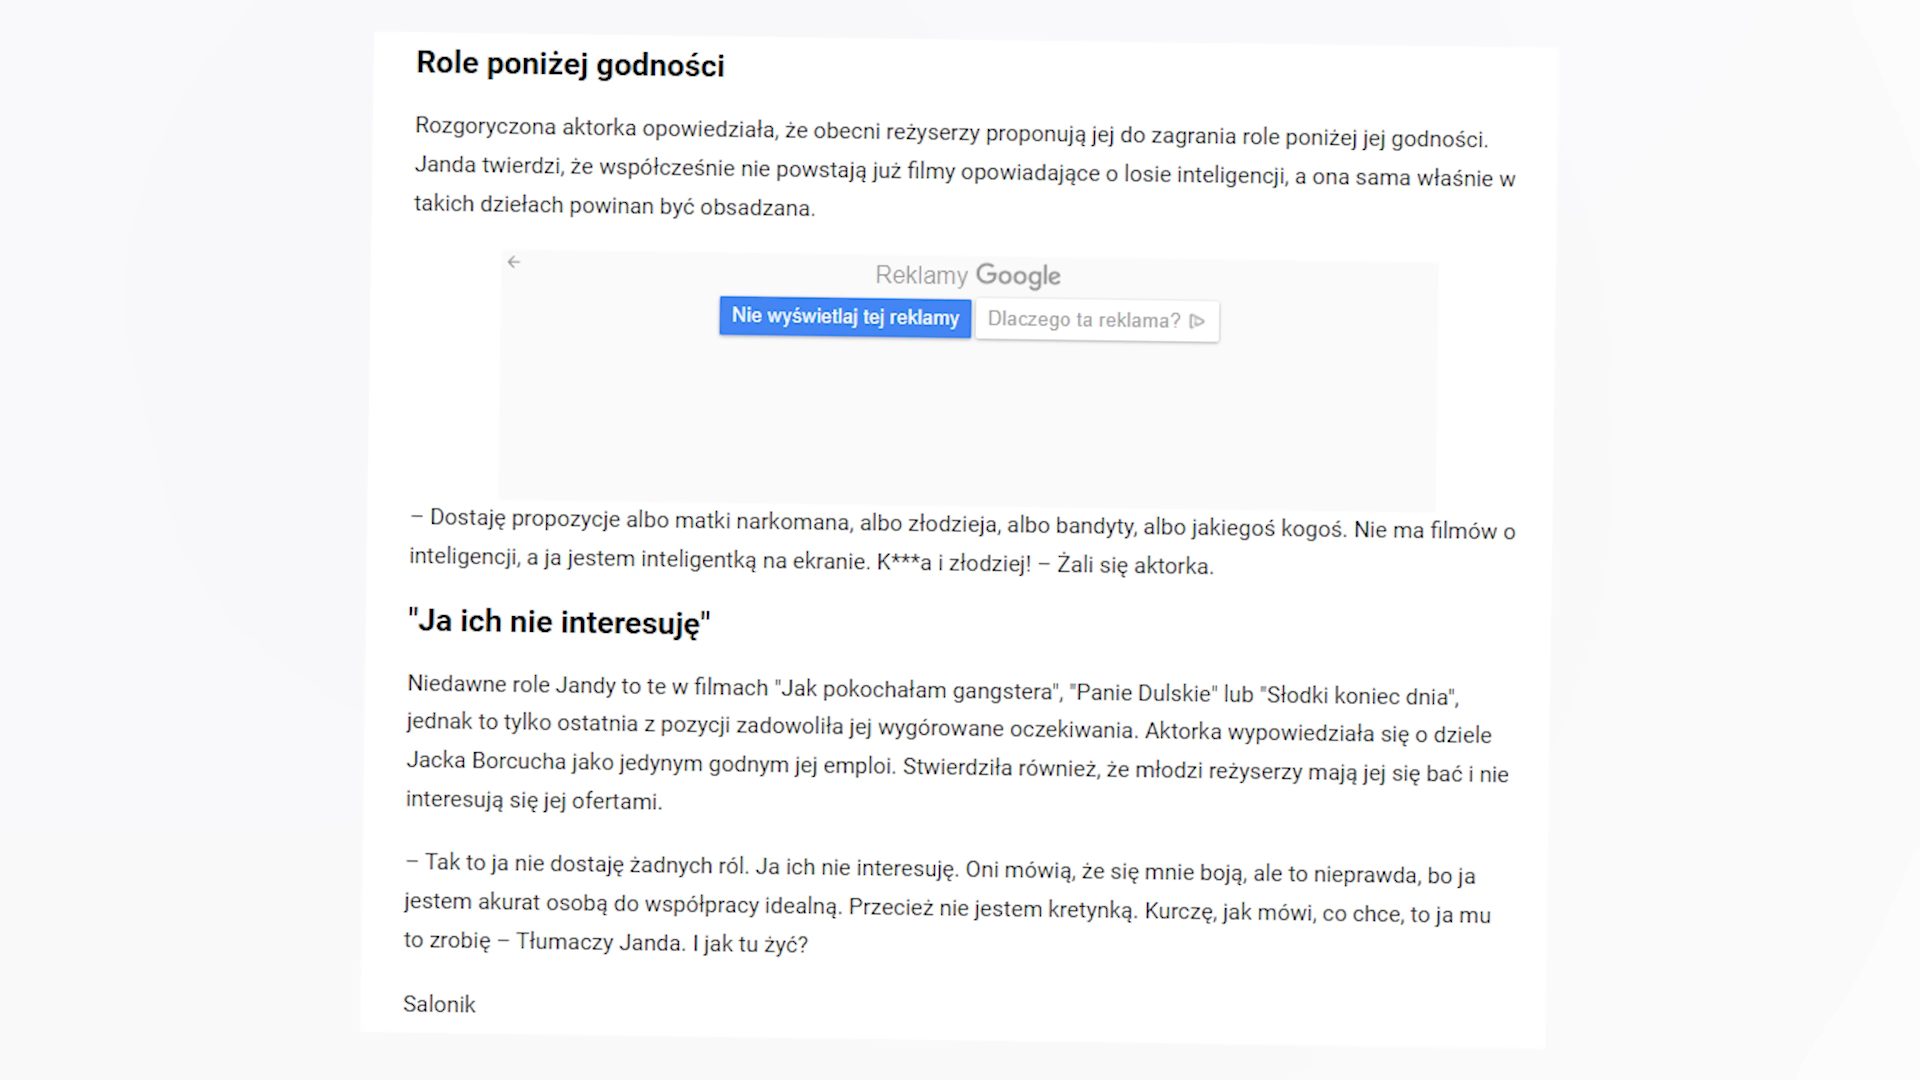 Role poniżej godności
Rozgoryczona aktorka opowiedziała, że obecni reżyserzy proponują jej do zagrania role poniżej jej godności.
Janda twierdzi, że współcześnie nie powstają już filmy opowiadające o losie inteligencji, a ona sama właśnie w
takich dziełach powinan być obsadzana.
Reklamy Google
Nie wyświetlaj tej reklamy
Dlaczego ta reklama?
– Dostaję propozycje albo matki narkomana, albo złodzieja, albo bandyty, albo jakiegoś kogoś. Nie ma filmów o
inteligencji, a ja jestem inteligentką na ekranie. K***a i złodziej! – Żali się aktorka.
"Ja ich nie interesuję"
Niedawne role Jandy to te w filmach "Jak pokochałam gangstera", "Panie Dulskie" lub "Słodki koniec dnia",
jednak to tylko ostatnia z pozycji zadowoliła jej wygórowane oczekiwania. Aktorka wypowiedziała się o dziele
Jacka Borcucha jako jedynym godnym jej emploi. Stwierdziła również, że młodzi reżyserzy mają jej się bać i nie
interesują się jej ofertami.
– Tak to ja nie dostaję żadnych ról. Ja ich nie interesuję. Oni mówią, że się mnie boją, ale to nieprawda, bo ja
jestem akurat osobą do współpracy idealną. Przecież nie jestem kretynką. Kurczę, jak mówi, co chce, to ja mu
to zrobię – Tłumaczy Janda. I jak tu żyć?
Salonik